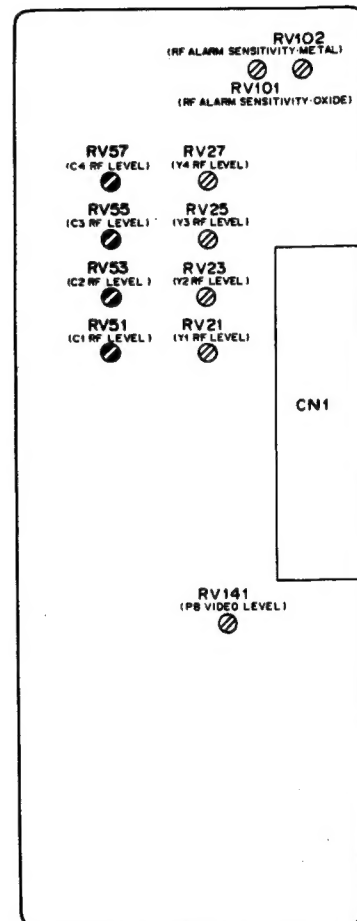 RV102
(RF ALARM SENSITIVITY-METAL)
RV101
(RF ALARM SENSITIVITY-OXIDE)
RV57
(C4 RF LEVEL)
RV27
(Y4 RF LEVEL)
RV55
(C3 RF LEVEL)
RV25
(Y3 RF LEVEL)
RV53
(C2 RF LEVEL)
RV23
(Y2 RF LEVEL)
RV51
(C1 RF LEVEL)
RV21
(Y1 RF LEVEL)
CN1
RV141
(PB VIDEO LEVEL)